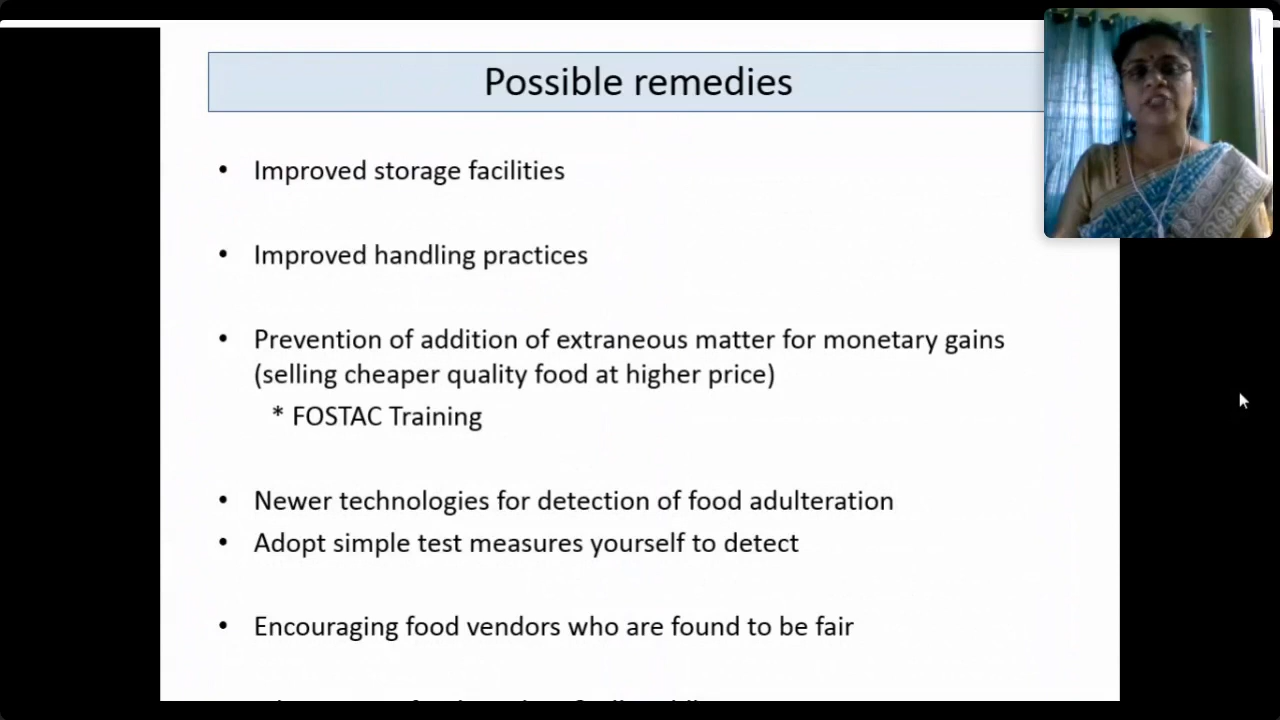 Possible remedies
• Improved storage facilities
• Improved handling practices
• Prevention of addition of extraneous matter for monetary gains
(selling cheaper quality food at higher price)
* FOSTAC Training
• Newer technologies for detection of food adulteration
• Adopt simple test measures yourself to detect
• Encouraging food vendors who are found to be fair